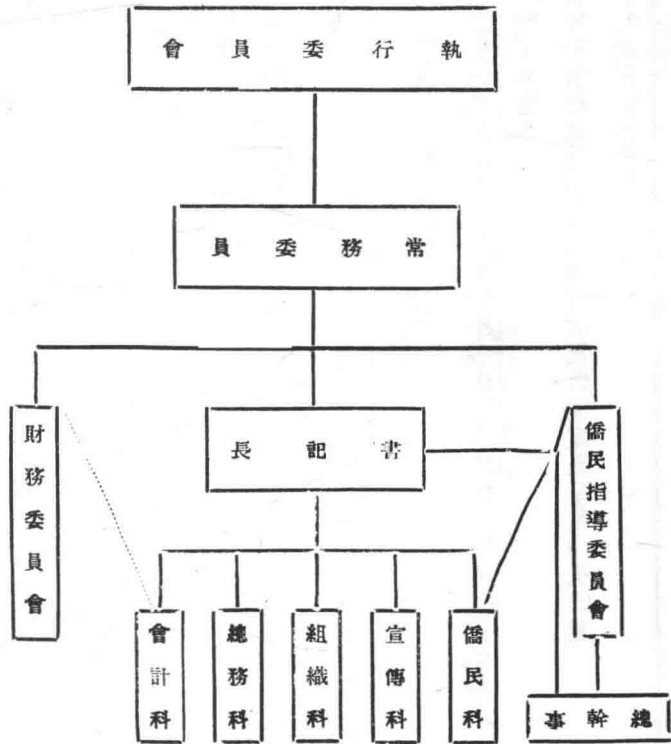 執行委員會
常務委員
書記長
僑民指導委員會
財務委員會
僑民科
宣傳科
組織科
總務科
會計科
總幹事